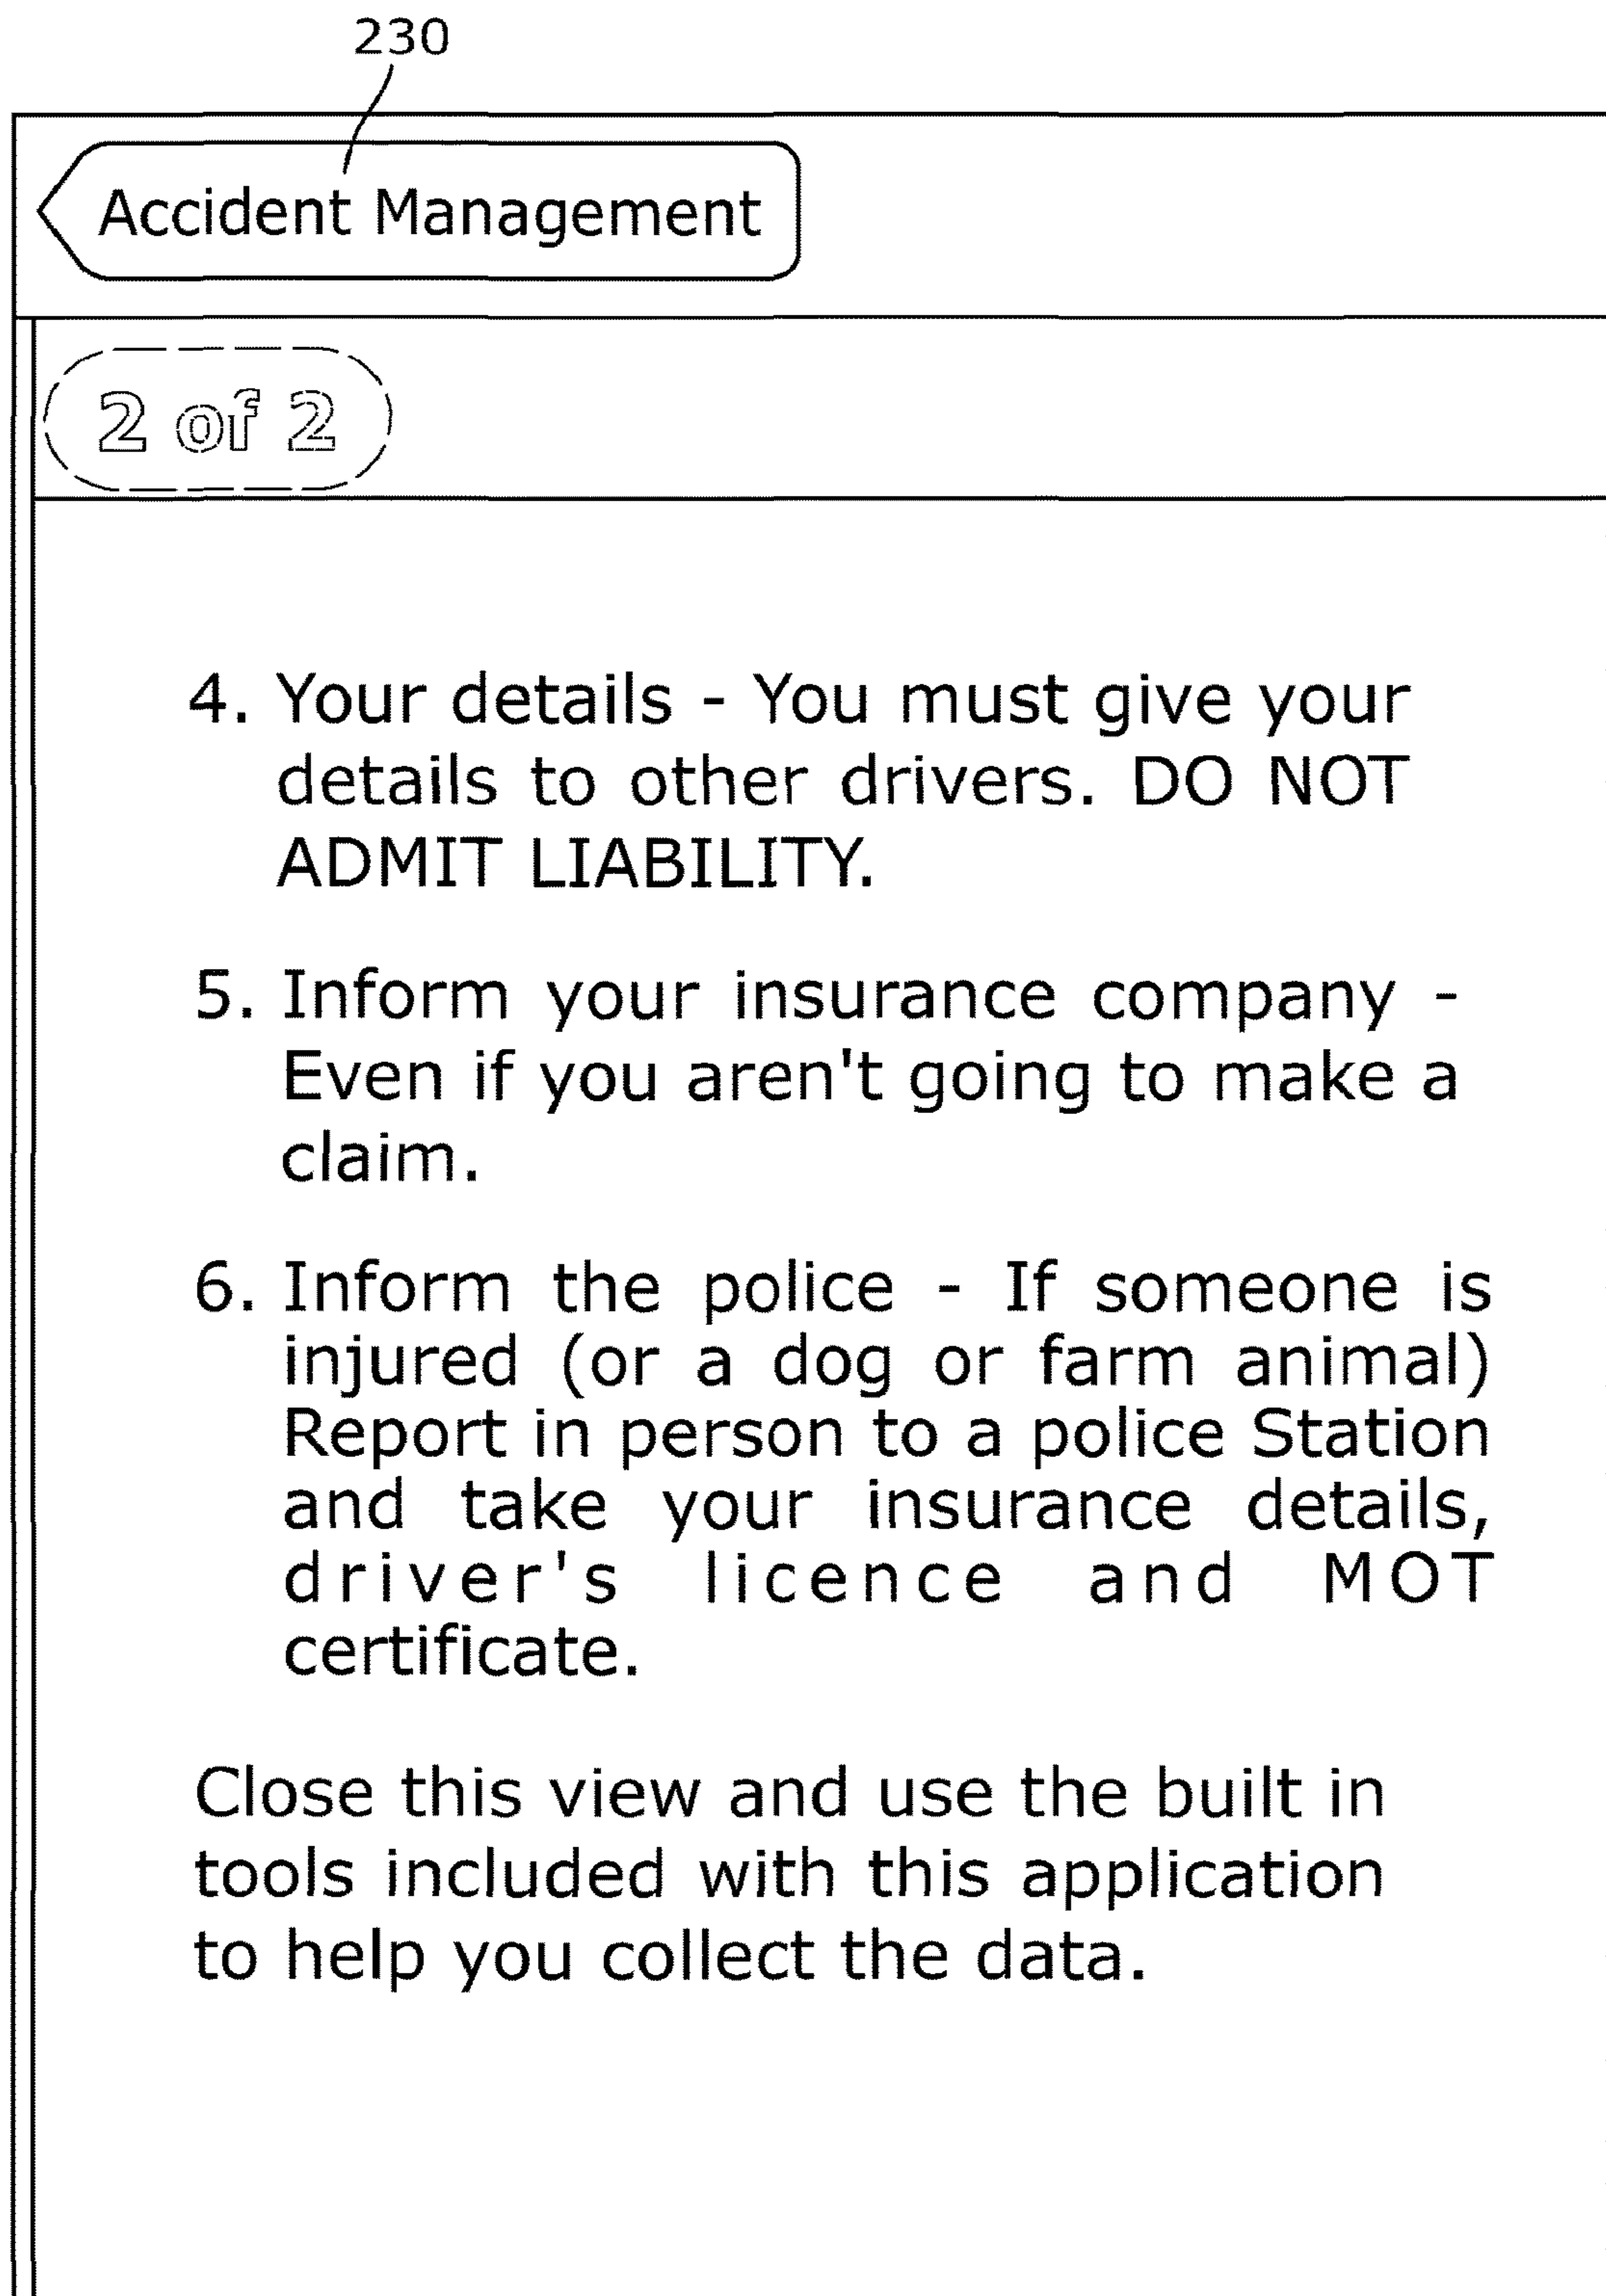 230
Accident Management
2 of 2
4. Your details - You must give your
details to other drivers. DO NOT
ADMIT LIABILITY.
5. Inform your insurance company -
Even if you aren't going to make a
claim.
6. Inform the police - If someone is
injured (or a dog or farm animal)
Report in person to a police Station
and take your insurance details,
driver's licence and MOT
certificate.
Close this view and use the built in
tools included with this application
to help you collect the data.